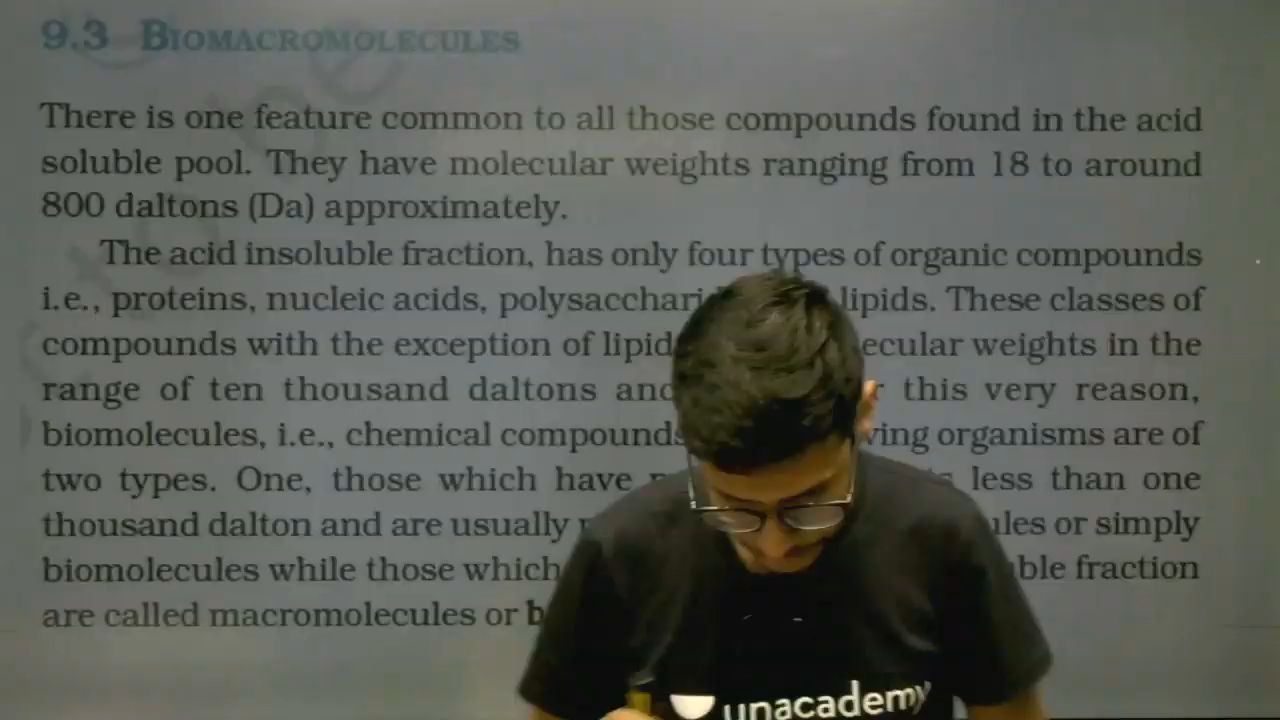 9.3 BIOMACROMOLECULES
There is one feature common to all those compounds found in the acid
soluble pool. They have molecular weights ranging from 18 to around
800 daltons (Da) approximately.
The acid insoluble fraction, has only four types of organic compounds
i.e., proteins, nucleic acids, lipids. These classes of
compounds with the exception of weights in the
range of ten thousand daltons this very reason,
biomolecules, i.e., chemical organisms are of
two types. One, those which have less than one
thousand dalton and are usually or simply
biomolecules while those which fraction
are called macromolecules or
unacademy